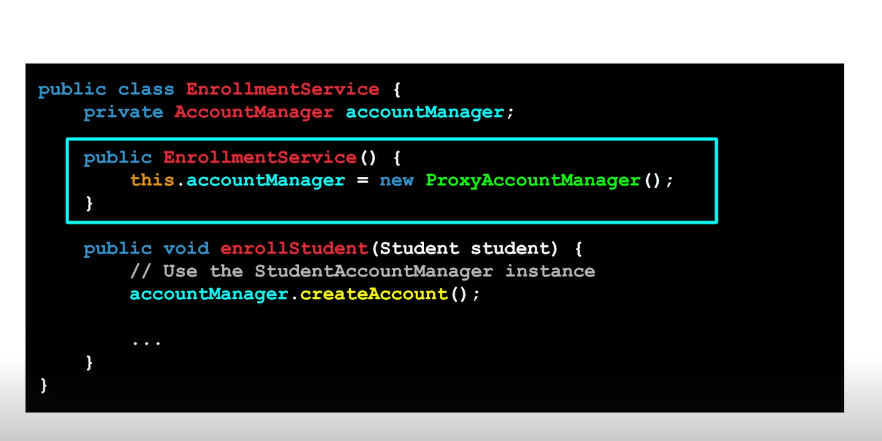 public class EnrollmentService {
private AccountManager accountManager;
public EnrollmentService() {
this.accountManager = new ProxyAccountManager();
}
public void enrollStudent(Student student) {
// Use the StudentAccountManager instance
accountManager.createAccount();
...
}
}